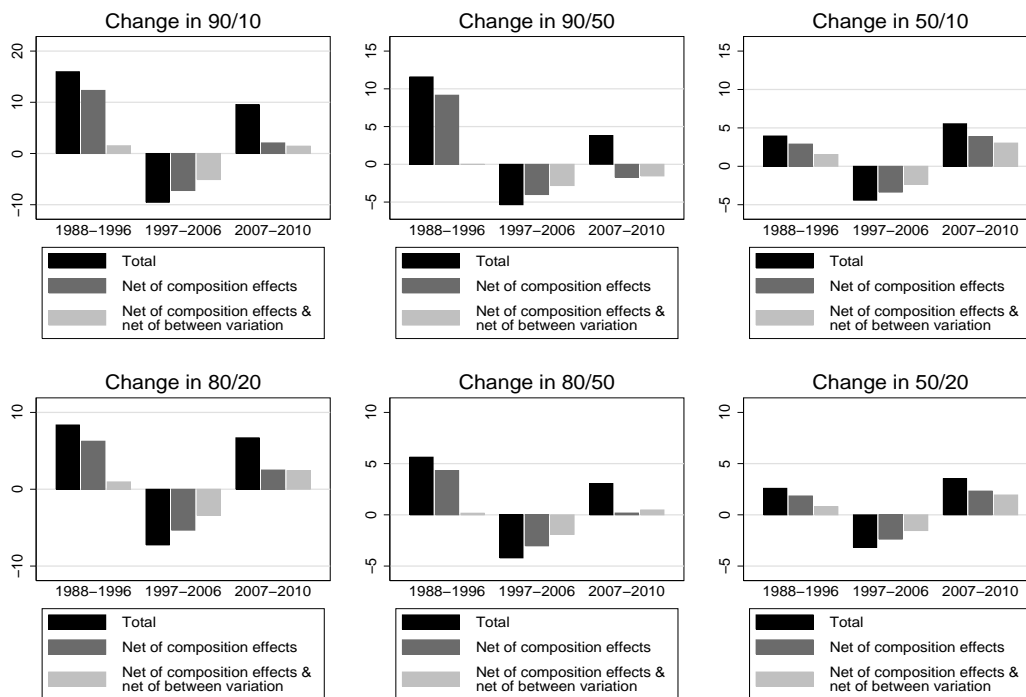 Change in 90/10
20
10
0
−10
1988−1996 1997−2006 2007−2010
Total
Net of composition effects
Net of composition effects &
net of between variation
Change in 90/50
15
10
5
0
−5
1988−1996 1997−2006 2007−2010
Total
Net of composition effects
Net of composition effects &
net of between variation
Change in 50/10
15
10
5
0
−5
1988−1996 1997−2006 2007−2010
Total
Net of composition effects
Net of composition effects &
net of between variation
Change in 80/20
10
0
−10
1988−1996 1997−2006 2007−2010
Total
Net of composition effects
Net of composition effects &
net of between variation
Change in 80/50
10
5
0
−5
1988−1996 1997−2006 2007−2010
Total
Net of composition effects
Net of composition effects &
net of between variation
Change in 50/20
10
5
0
−5
1988−1996 1997−2006 2007−2010
Total
Net of composition effects
Net of composition effects &
net of between variation